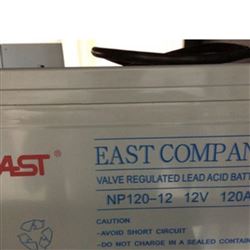 EAST
EAST COMPAN
VALVE REGULATED LEAD ACID BATT
NP120-12 12V 120A
CAUTION
-AVOID SHORT CIRCUIT
-DO NOT CHARGE IN A SEALED CONTAI